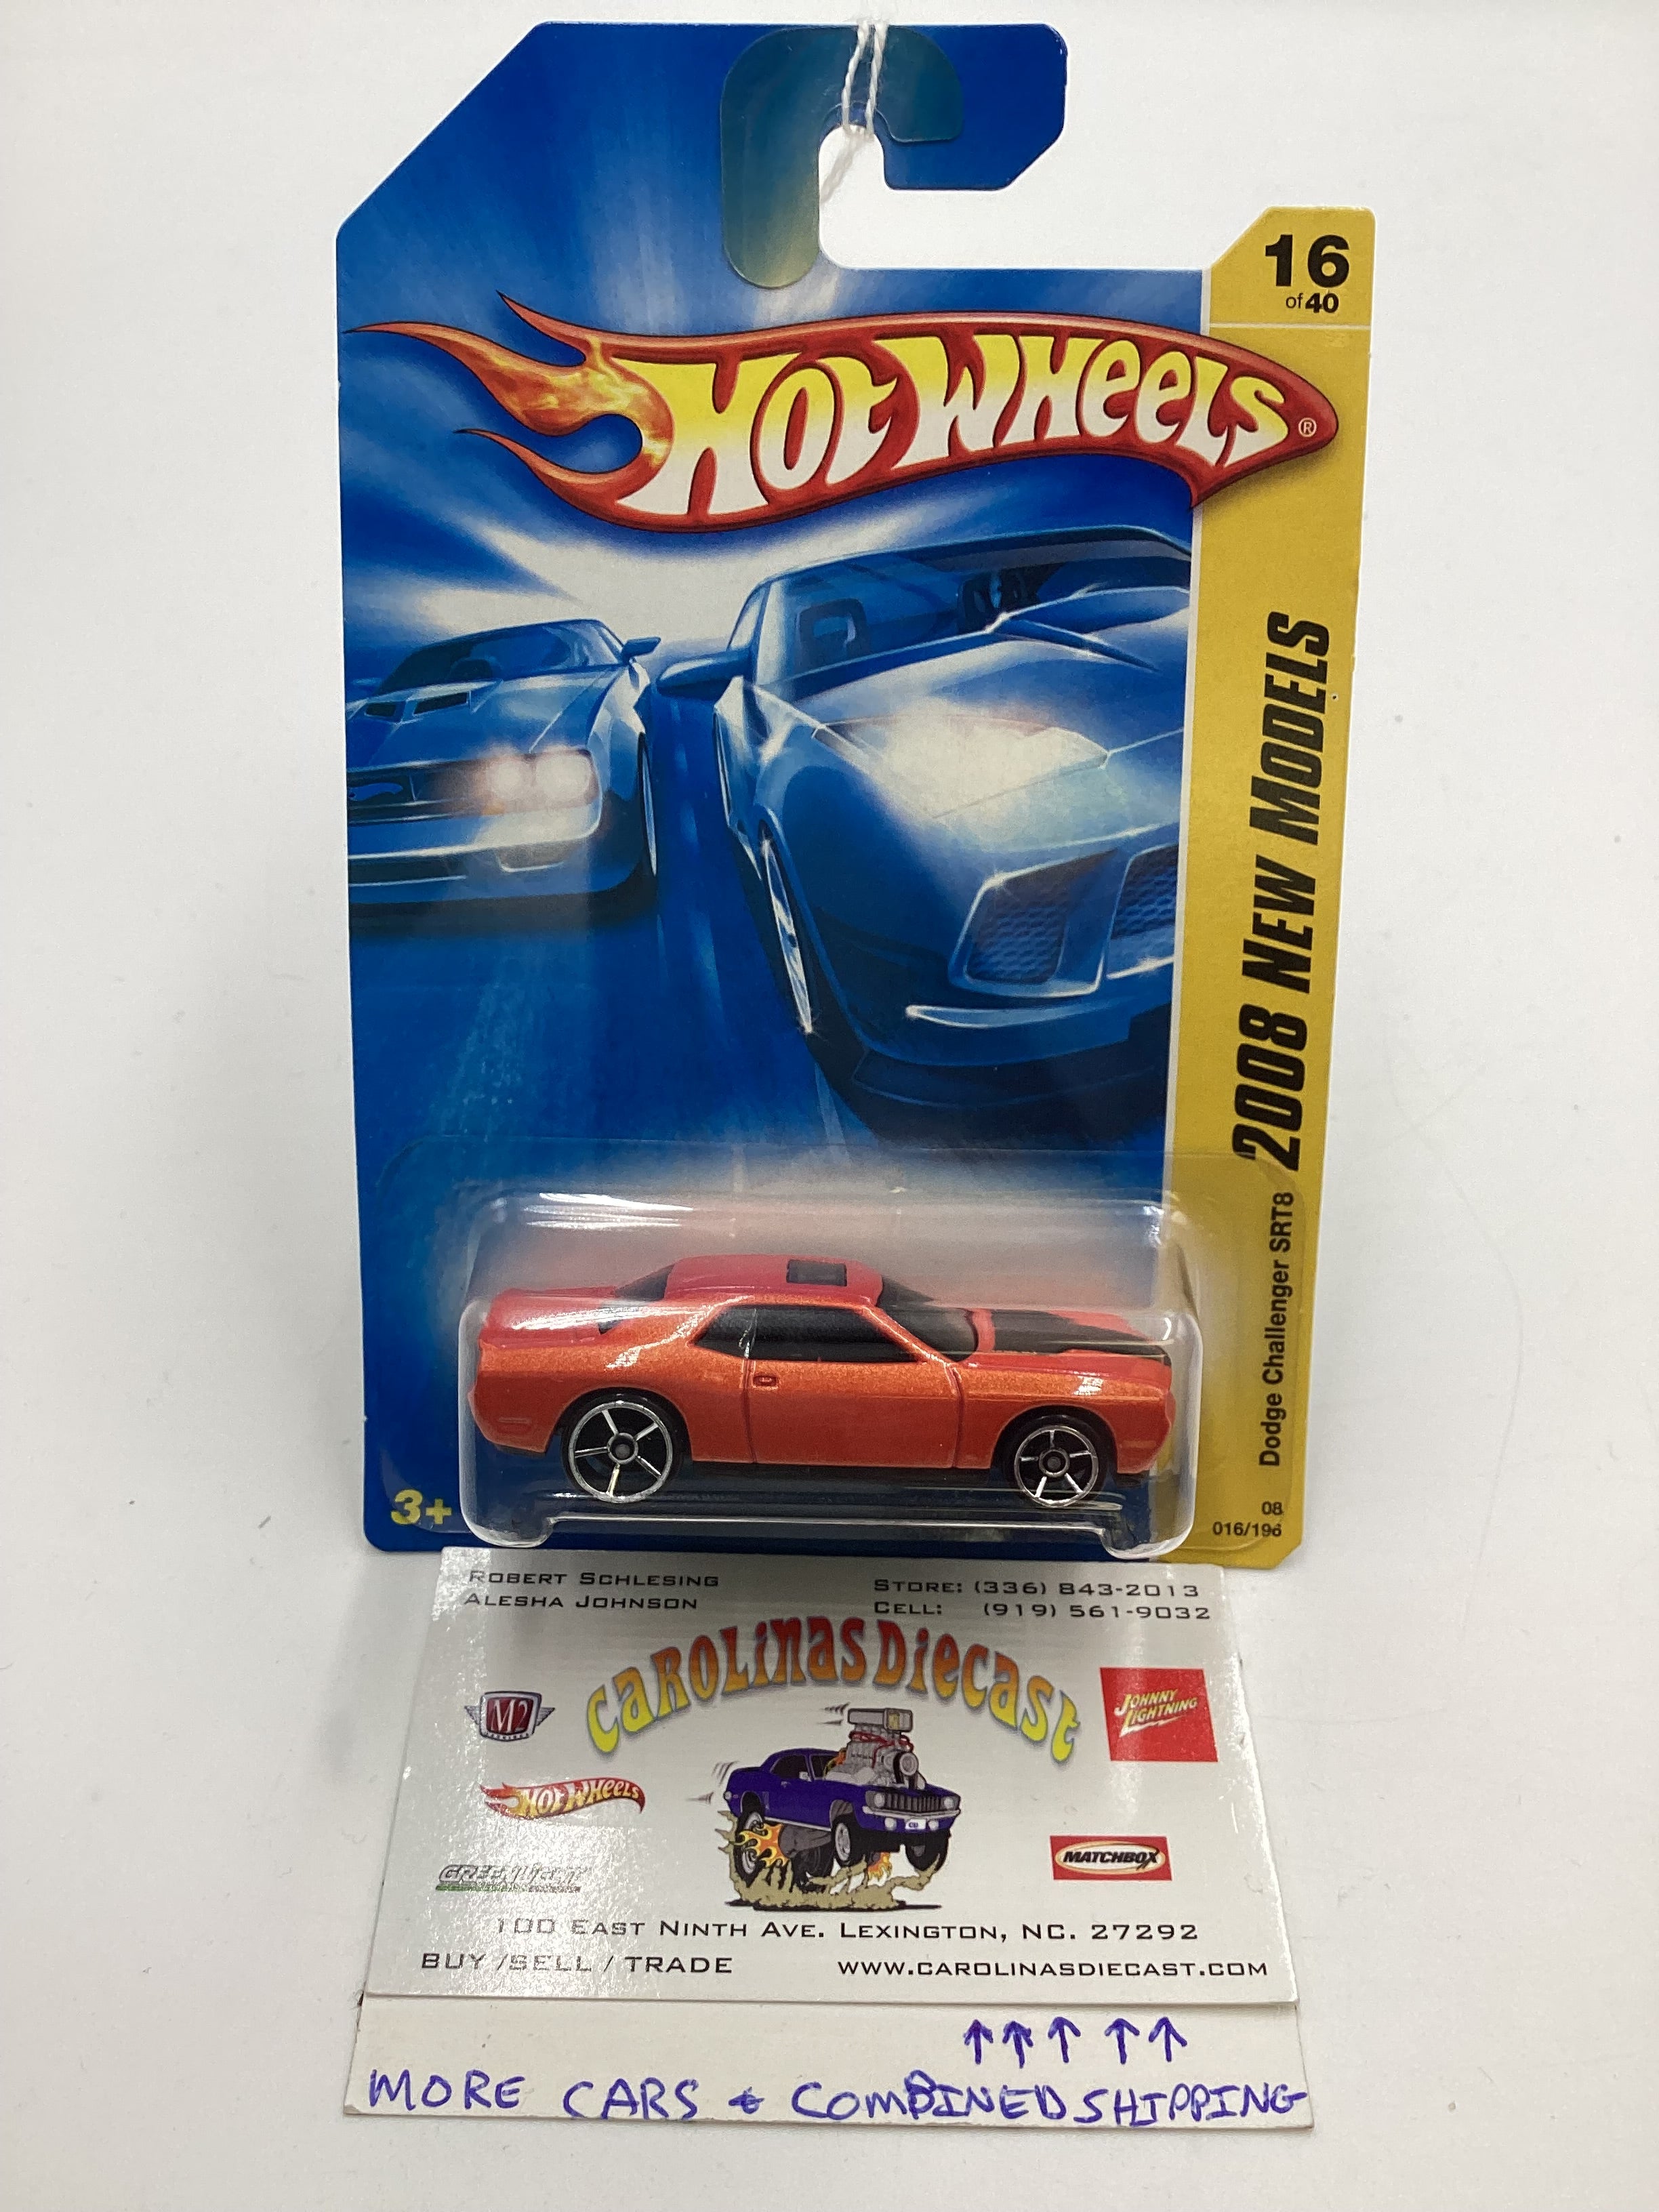 16
of 40
HOT WHEELS®
2008 NEW MODELS
Dodge Challenger SRT8
3+
08
016/196
ROBERT SCHLESING
ALESHA JOHNSON
STORE: (336) 843-2013
CELL: (919) 561-9032
CAROLINAS DIECAST
M2
JOHNNY LIGHTNING
HOT WHEELS
GREENLIGHT
MATCHBOX
100 EAST NINTH AVE. LEXINGTON, NC. 27292
BUY /SELL / TRADE WWW.CAROLINASDIECAST.COM
MORE CARS & COMBINED SHIPPING